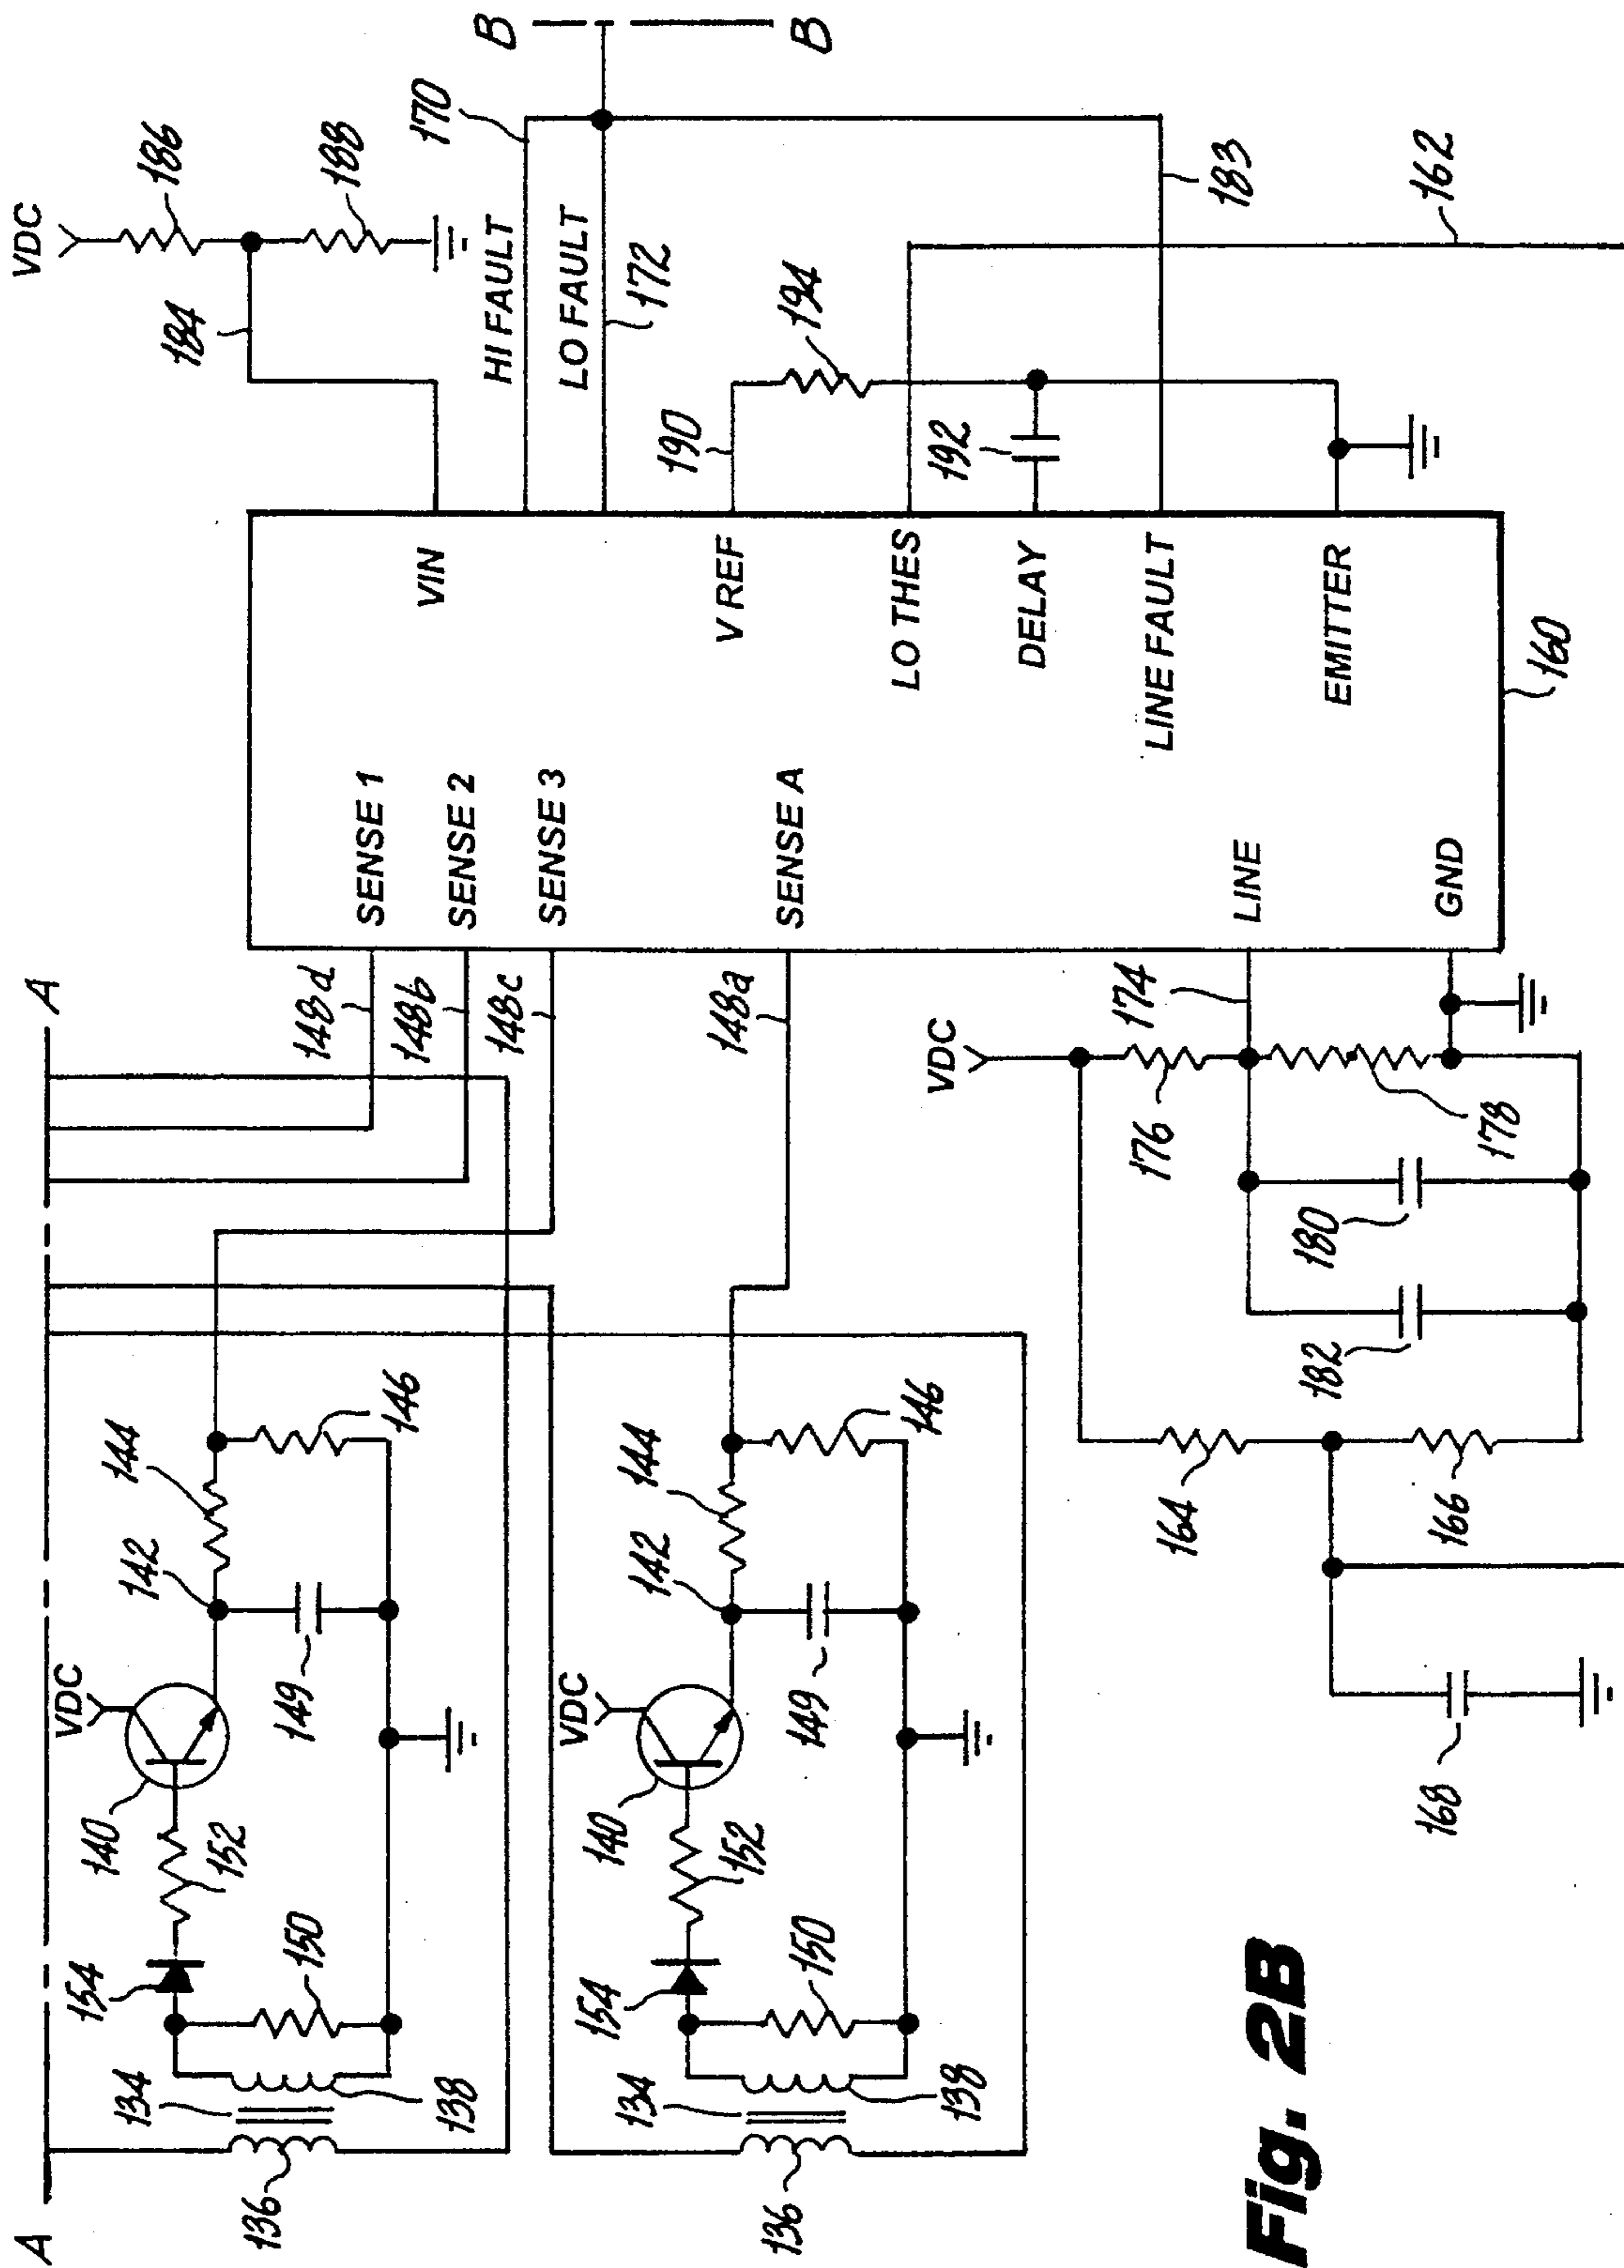 A
A
VDC
186
188
184
170
B
B
HI FAULT
LO FAULT
172
183
162
190
194
192
VIN
V REF
LO THES
DELAY
LINE FAULT
EMITTER
160
SENSE 1
SENSE 2
SENSE 3
SENSE A
LINE
GND
148d
148b
148c
148a
VDC
174
176
178
180
182
164
166
168
136
134
138
154
150
152
140
VDC
142
144
149
146
136
134
138
154
150
152
140
VDC
142
144
149
146
Fig. 2B